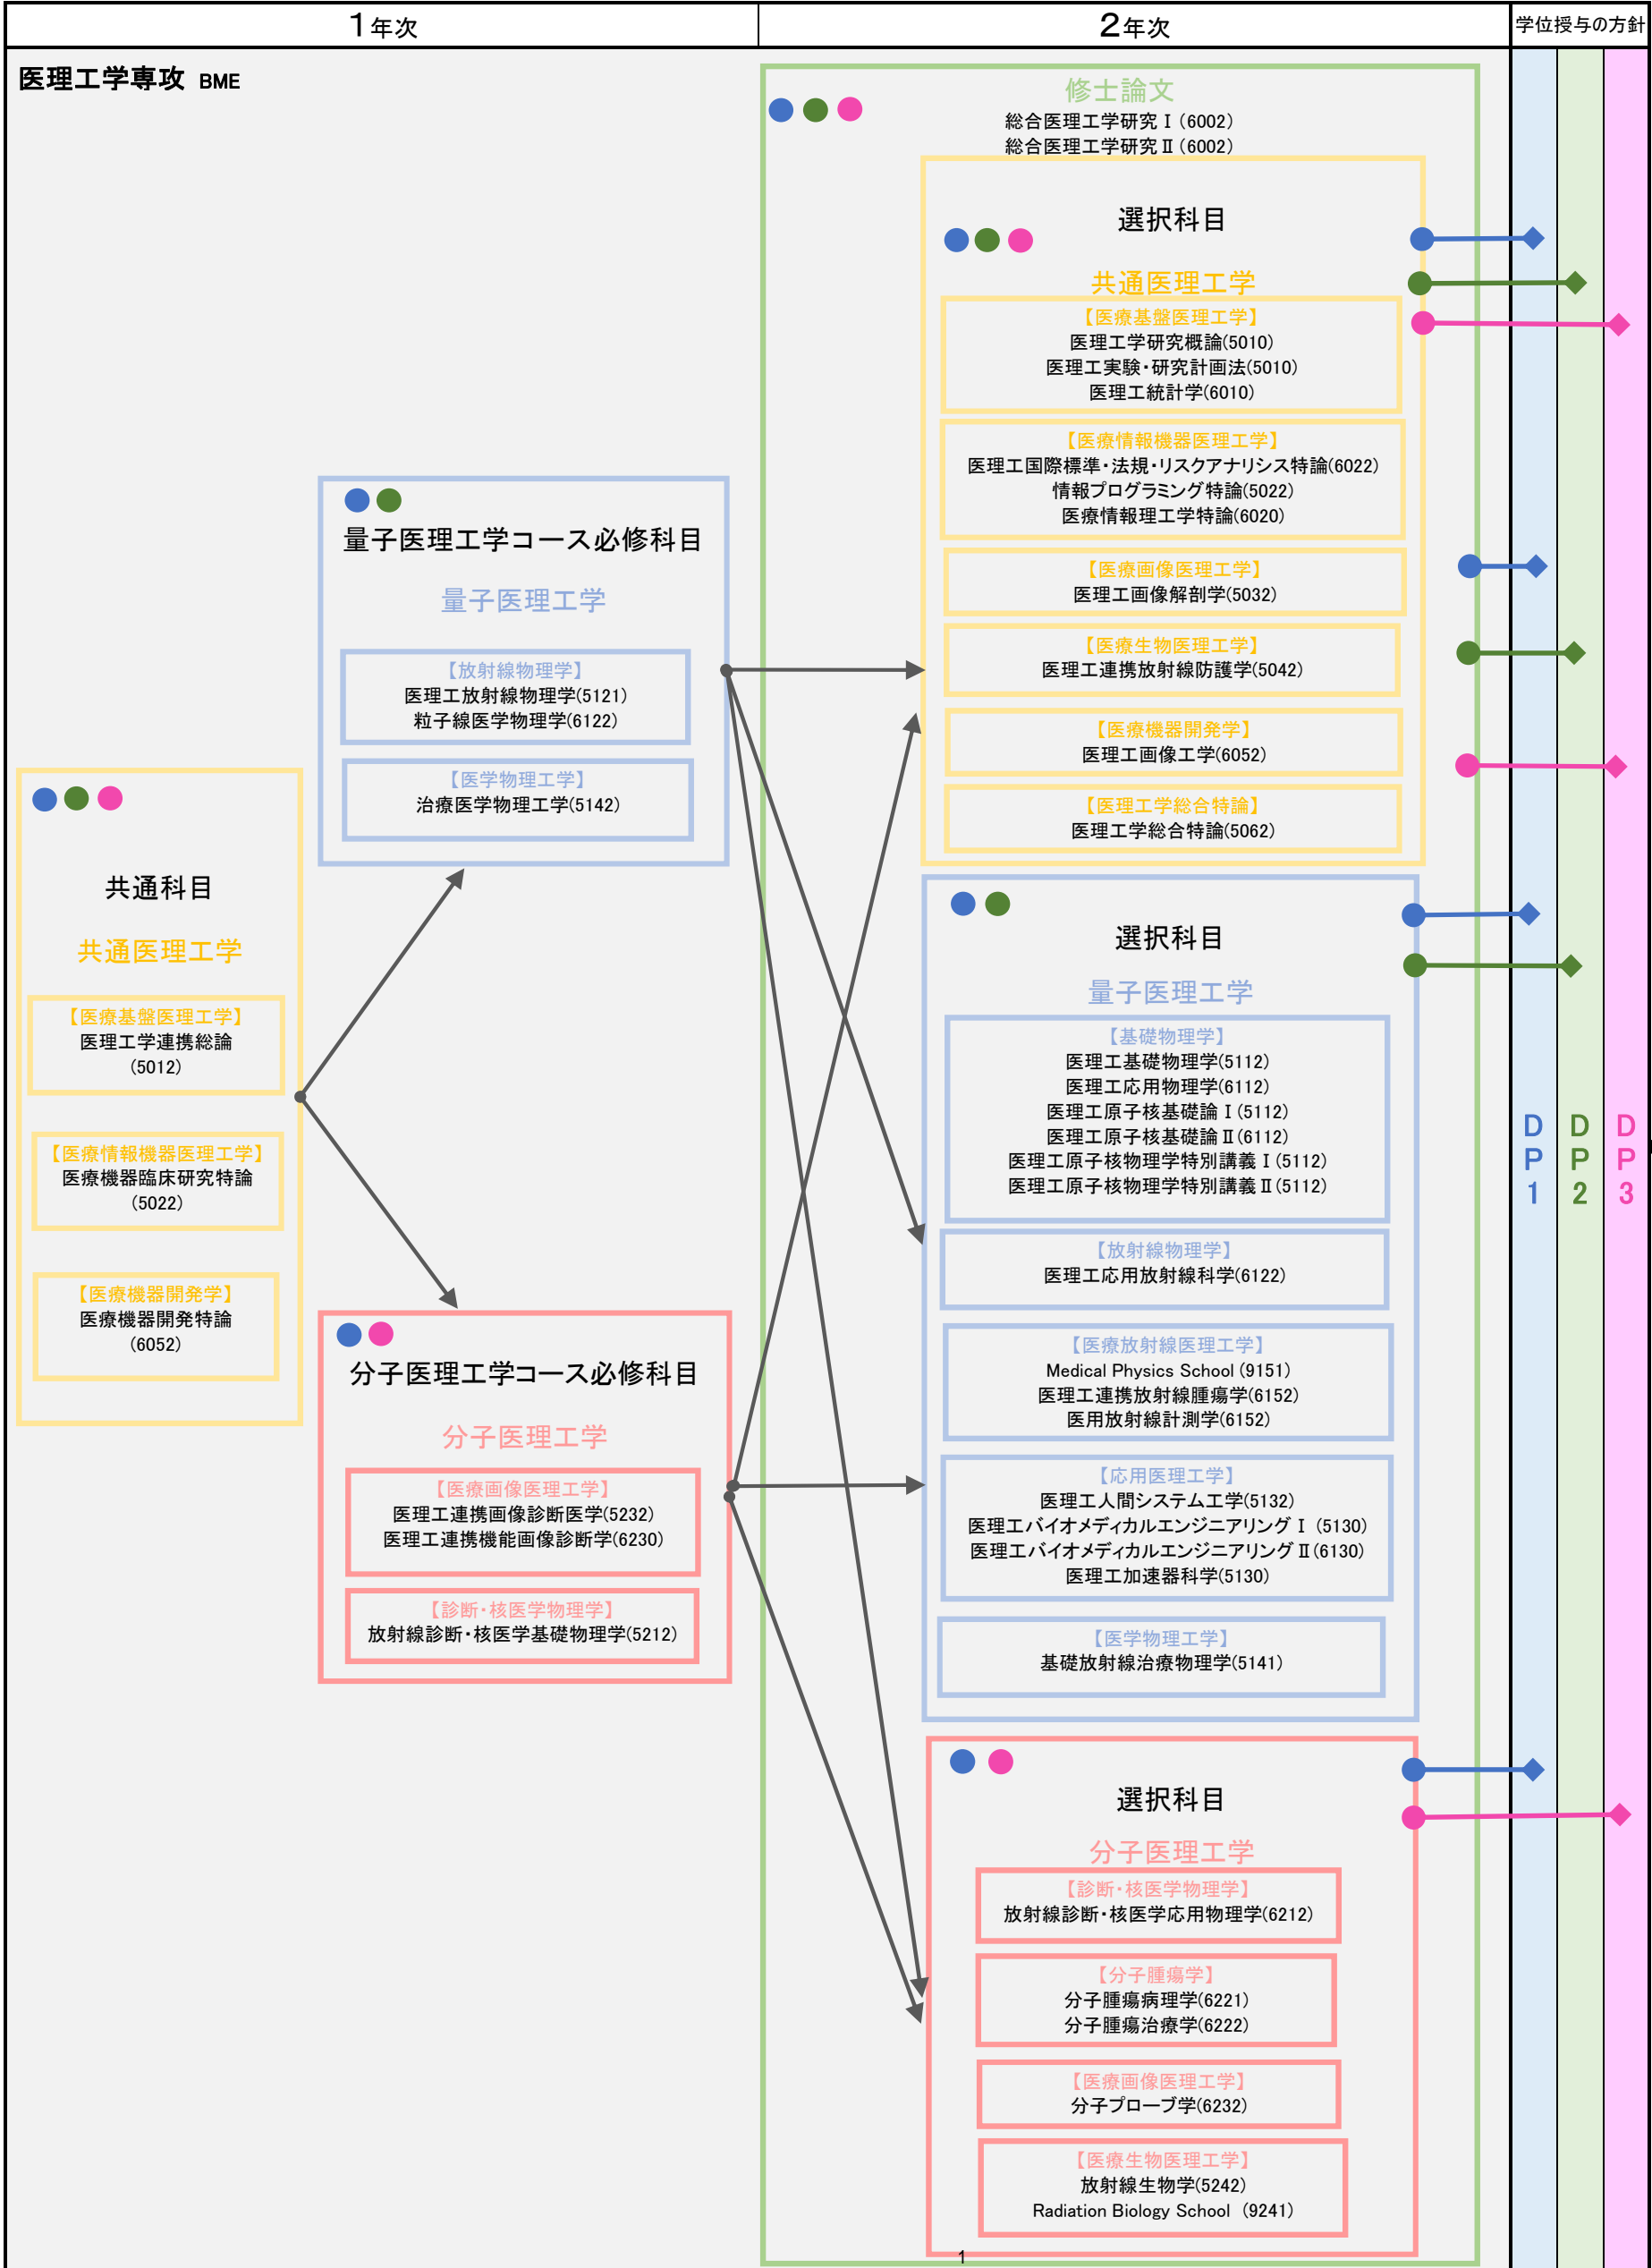 1年次
2年次
学位授与の方針
医理工学専攻 BME
共通科目
共通医理工学
【医療基盤医理工学】
医理工学連携総論
(5012)
【医療情報機器医理工学】
医療機器臨床研究特論
(5022)
【医療機器開発学】
医療機器開発特論
(6052)
量子医理工学コース必修科目
量子医理工学
【放射線物理学】
医理工放射線物理学(5121)
粒子線医学物理学(6122)
【医学物理工学】
治療医学物理工学(5142)
分子医理工学コース必修科目
分子医理工学
【医療画像医理工学】
医理工連携画像診断医学(5232)
医理工連携機能画像診断学(6230)
【診断・核医学物理学】
放射線診断・核医学基礎物理学(5212)
修士論文
総合医理工学研究Ⅰ(6002)
総合医理工学研究Ⅱ(6002)
選択科目
共通医理工学
【医療基盤医理工学】
医理工学研究概論(5010)
医理工実験・研究計画法(5010)
医理工統計学(6010)
【医療情報機器医理工学】
医理工国際標準・法規・リスクアナリシス特論(6022)
情報プログラミング特論(5022)
医療情報理工学特論(6020)
【医療画像医理工学】
医理工画像解剖学(5032)
【医療生物医理工学】
医理工連携放射線防護学(5042)
【医療機器開発学】
医理工画像工学(6052)
【医理工学総合特論】
医理工学総合特論(5062)
選択科目
量子医理工学
【基礎物理学】
医理工基礎物理学(5112)
医理工応用物理学(6112)
医理工原子核基礎論Ⅰ(5112)
医理工原子核基礎論Ⅱ(6112)
医理工原子核物理学特別講義Ⅰ(5112)
医理工原子核物理学特別講義Ⅱ(5112)
【放射線物理学】
医理工応用放射線科学(6122)
【医療放射線医理工学】
Medical Physics School(9151)
医理工連携放射線腫瘍学(6152)
医用放射線計測学(6152)
【応用医理工学】
医理工人間システム工学(5132)
医理工バイオメディカルエンジニアリングⅠ (5130)
医理工バイオメディカルエンジニアリングⅡ(6130)
医理工加速器科学(5130)
【医学物理工学】
基礎放射線治療物理学(5141)
選択科目
分子医理工学
【診断・核医学物理学】
放射線診断・核医学応用物理学(6212)
【分子腫瘍学】
分子腫瘍病理学(6221)
分子腫瘍治療学(6222)
【医療画像医理工学】
分子プローブ学(6232)
【医療生物医理工学】
放射線生物学(5242)
Radiation Biology School (9241)
DP1
DP2
DP3
1